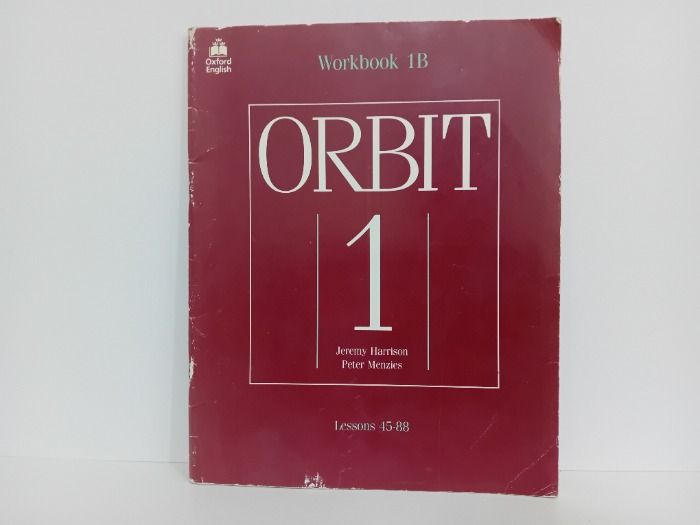 Oxford
English
Workbook 1B
ORBIT
1
Jeremy Harrison
Peter Menzies
Lessons 45-88